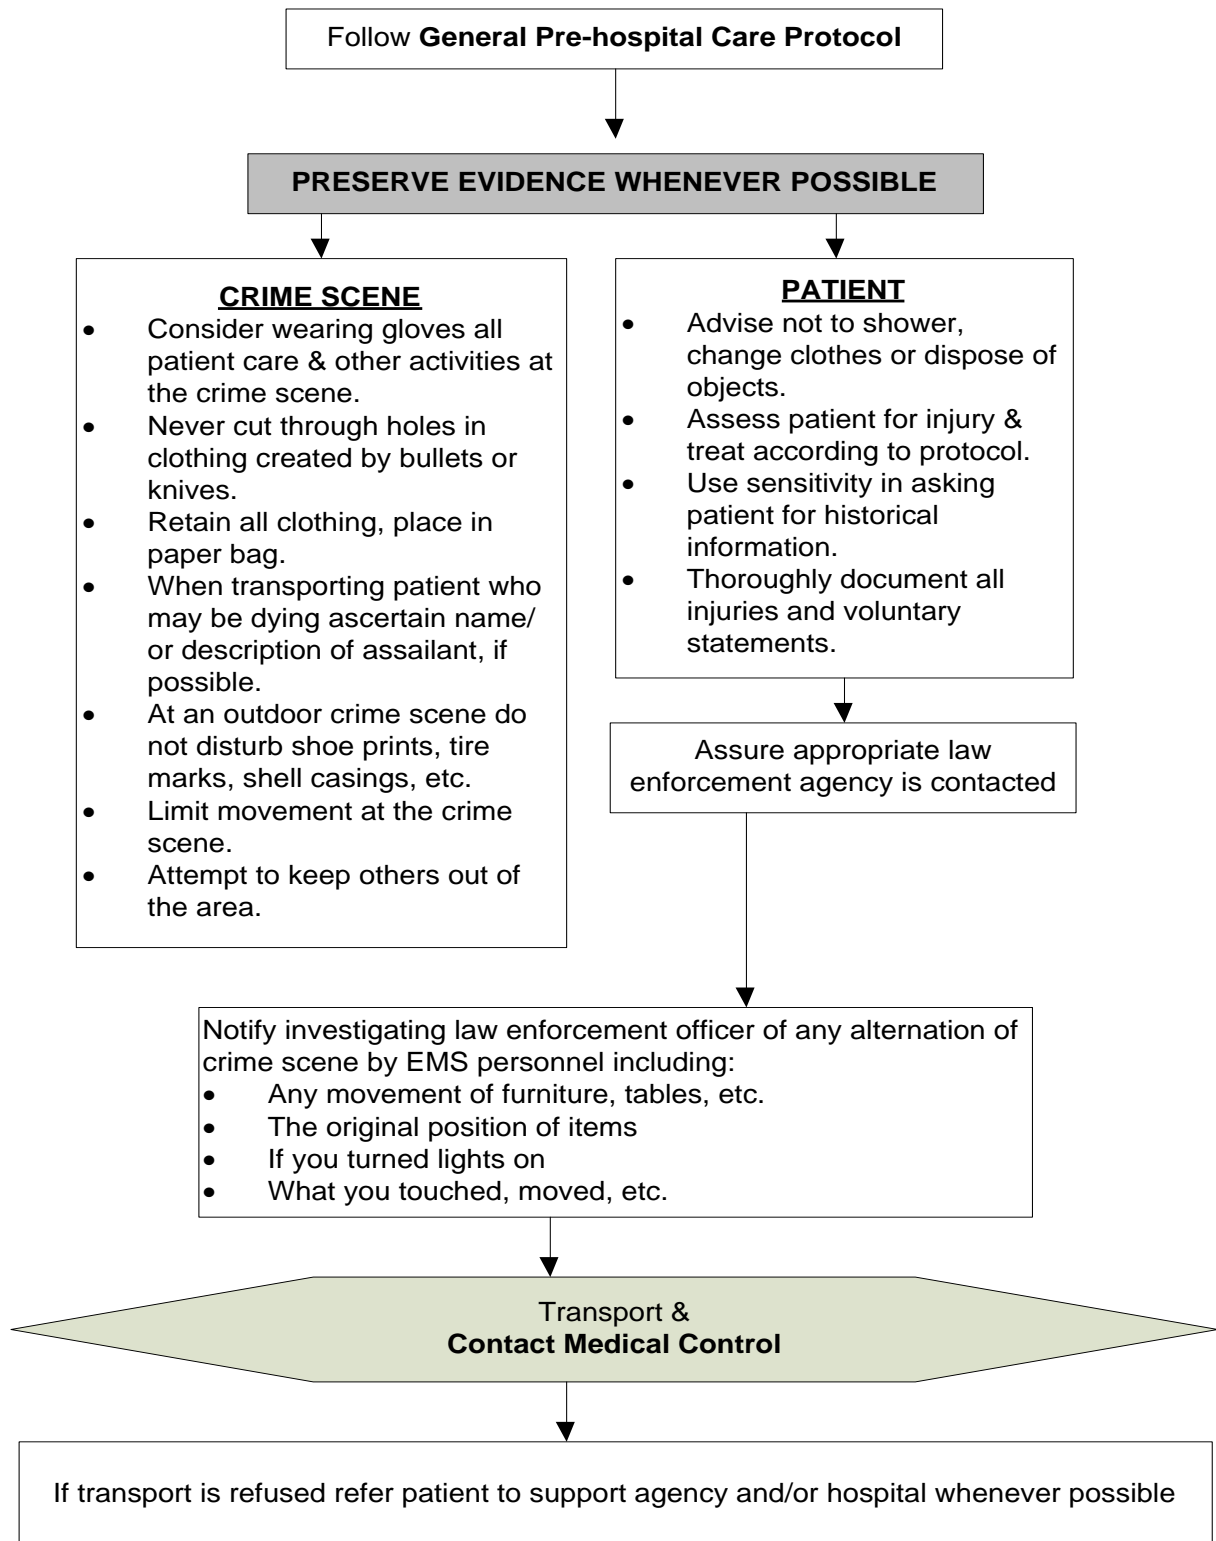 Follow General Pre-hospital Care Protocol
PRESERVE EVIDENCE WHENEVER POSSIBLE
CRIME SCENE
• Consider wearing gloves all
patient care & other activities at
the crime scene.
• Never cut through holes in
clothing created by bullets or
knives.
• Retain all clothing, place in
paper bag.
• When transporting patient who
may be dying ascertain name/
or description of assailant, if
possible.
• At an outdoor crime scene do
not disturb shoe prints, tire
marks, shell casings, etc.
• Limit movement at the crime
scene.
• Attempt to keep others out of
the area.
PATIENT
• Advise not to shower,
change clothes or dispose of
objects.
• Assess patient for injury &
treat according to protocol.
• Use sensitivity in asking
patient for historical
information.
• Thoroughly document all
injuries and voluntary
statements.
Assure appropriate law
enforcement agency is contacted
Notify investigating law enforcement officer of any alternation of
crime scene by EMS personnel including:
• Any movement of furniture, tables, etc.
• The original position of items
• If you turned lights on
• What you touched, moved, etc.
Transport &
Contact Medical Control
If transport is refused refer patient to support agency and/or hospital whenever possible